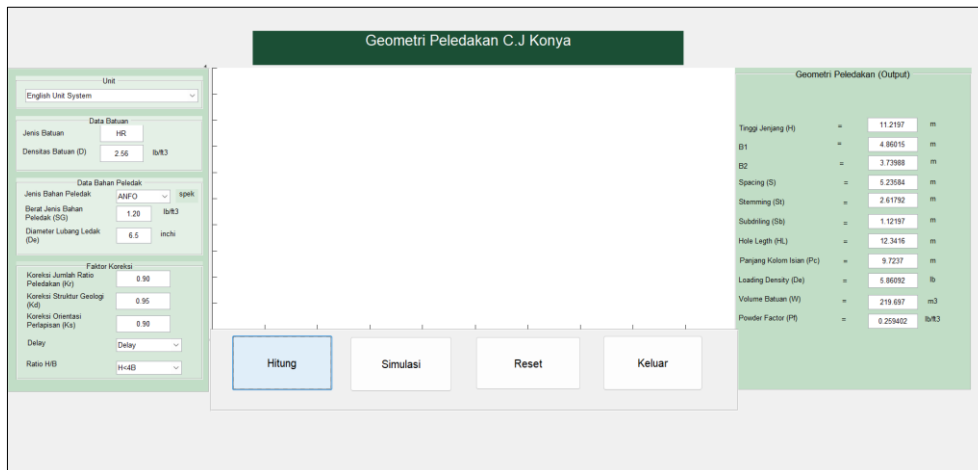 Geometri Peledakan C.J Konya
Unit
English Unit System
Data Batuan
Jenis Batuan HR
Densitas Batuan (D) 2.56 lb/ft3
Data Bahan Peledak
Jenis Bahan Peledak ANFO spek
Berat Jenis Bahan
Peledak (SG) 1.20 lb/ft3
Diameter Lubang Ledak
(De) 6.5 inchi
Faktor Koreksi
Koreksi Jumlah Ratio
Peledakan (Kr) 0.90
Koreksi Struktur Geologi
(Kd) 0.95
Koreksi Orientasi
Perlapisan (Ks) 0.90
Delay Delay
Ratio H/B H<4B
Hitung
Simulasi
Reset
Keluar
Geometri Peledakan (Output)
Tinggi Jenjang (H) = 11.2197 m
B1 = 4.86015 m
B2 = 3.73988 m
Spacing (S) = 5.23584 m
Stemming (St) = 2.61792 m
Subdriling (Sb) = 1.12197 m
Hole Legth (HL) = 12.3416 m
Panjang Kolom Isian (Pc) = 9.7237 m
Loading Density (De) = 5.86092 lb
Volume Batuan (W) = 219.697 m3
Powder Factor (Pf) = 0.259402 lb/ft3